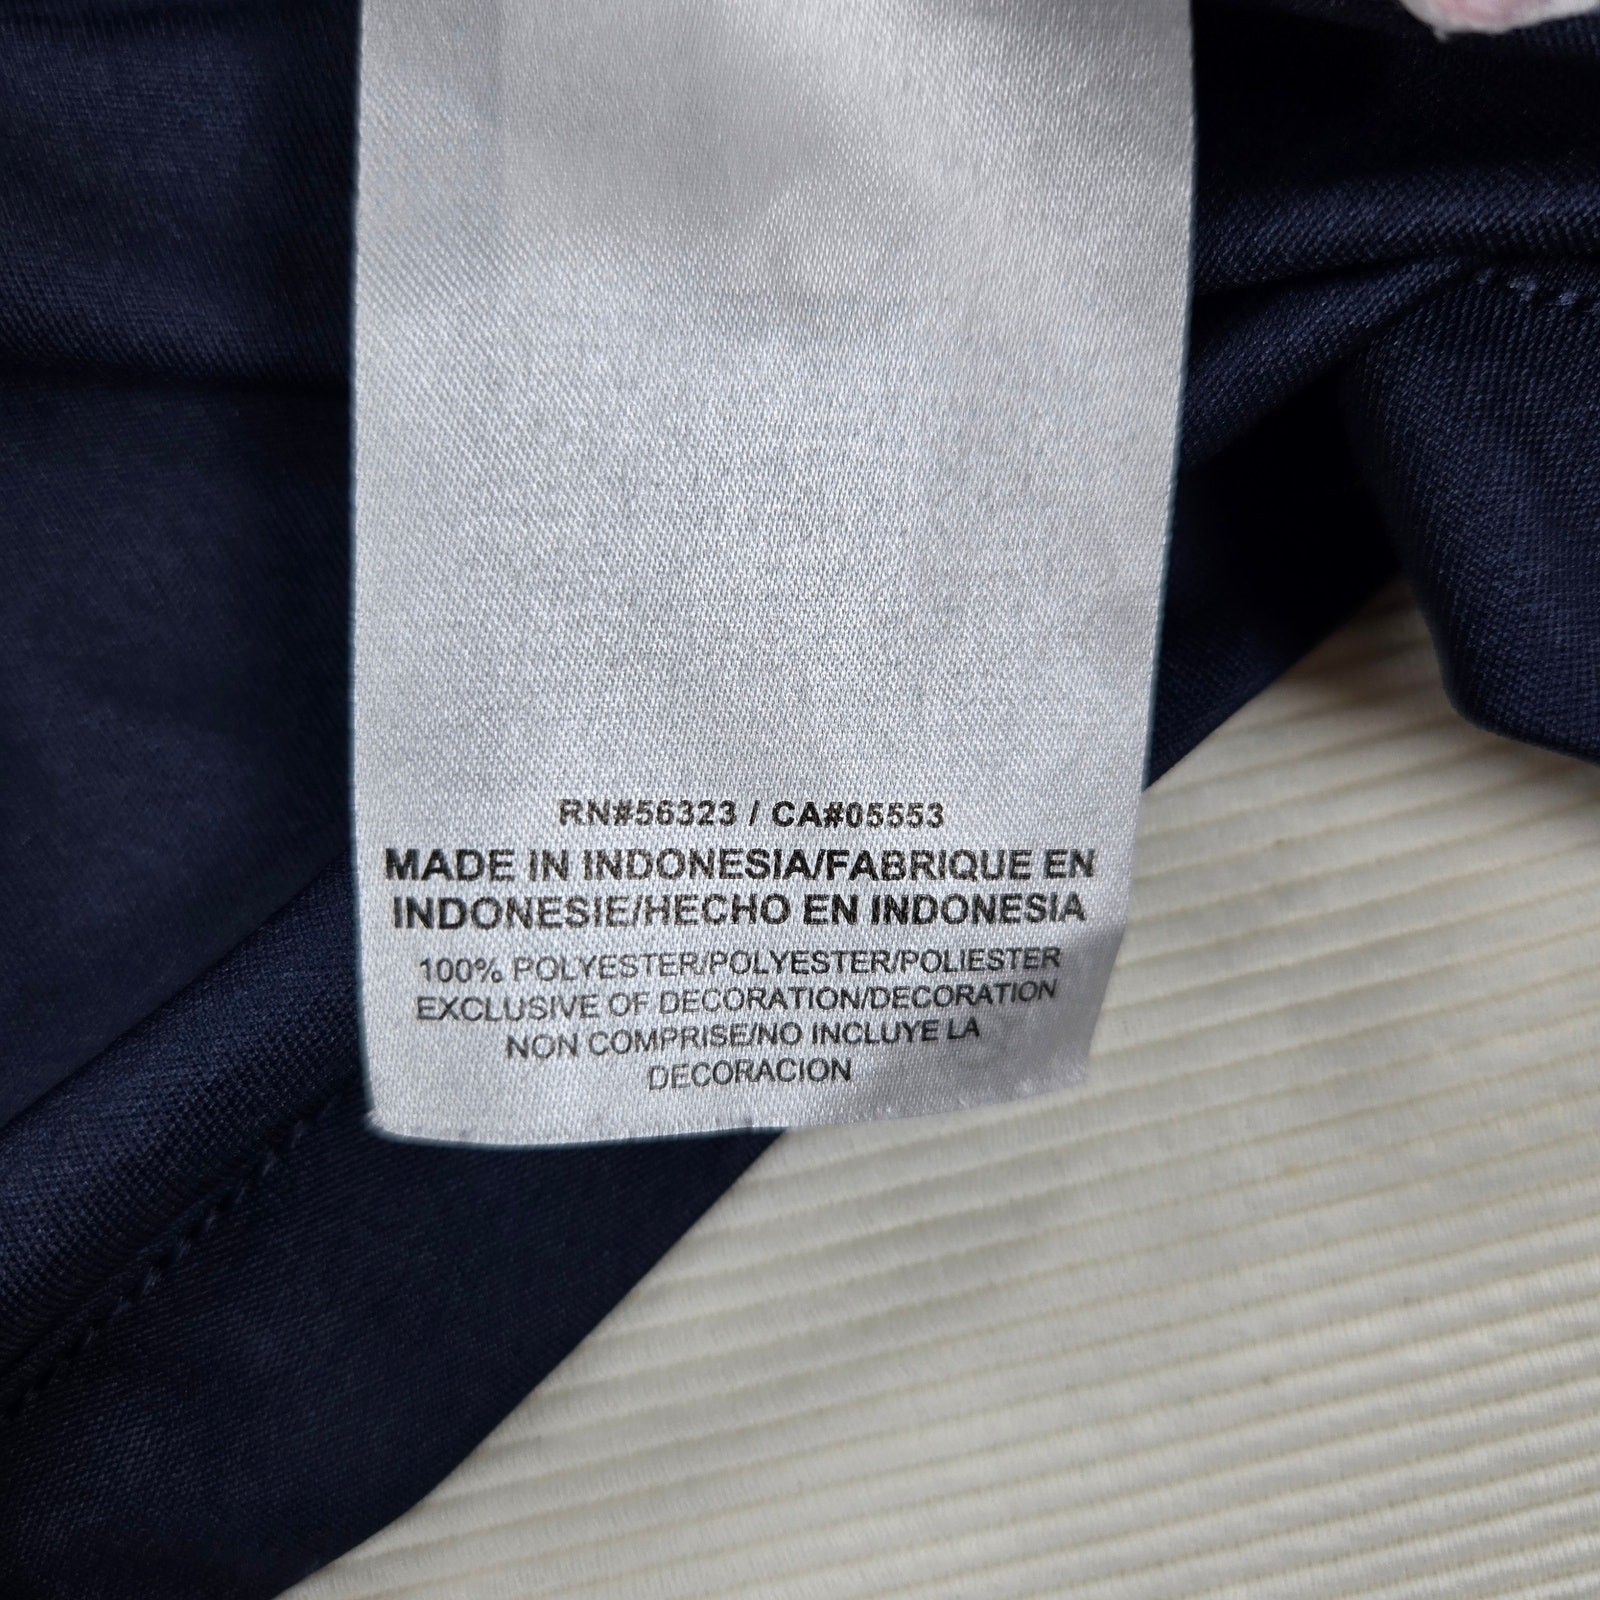 RN#56323 / CA#05553
MADE IN INDONESIA/FABRIQUE EN
INDONESIE/HECHO EN INDONESIA
100% POLYESTER/POLYESTER/POLIESTER
EXCLUSIVE OF DECORATION/DECORATION
NON COMPRISE/NO INCLUYE LA
DECORACION